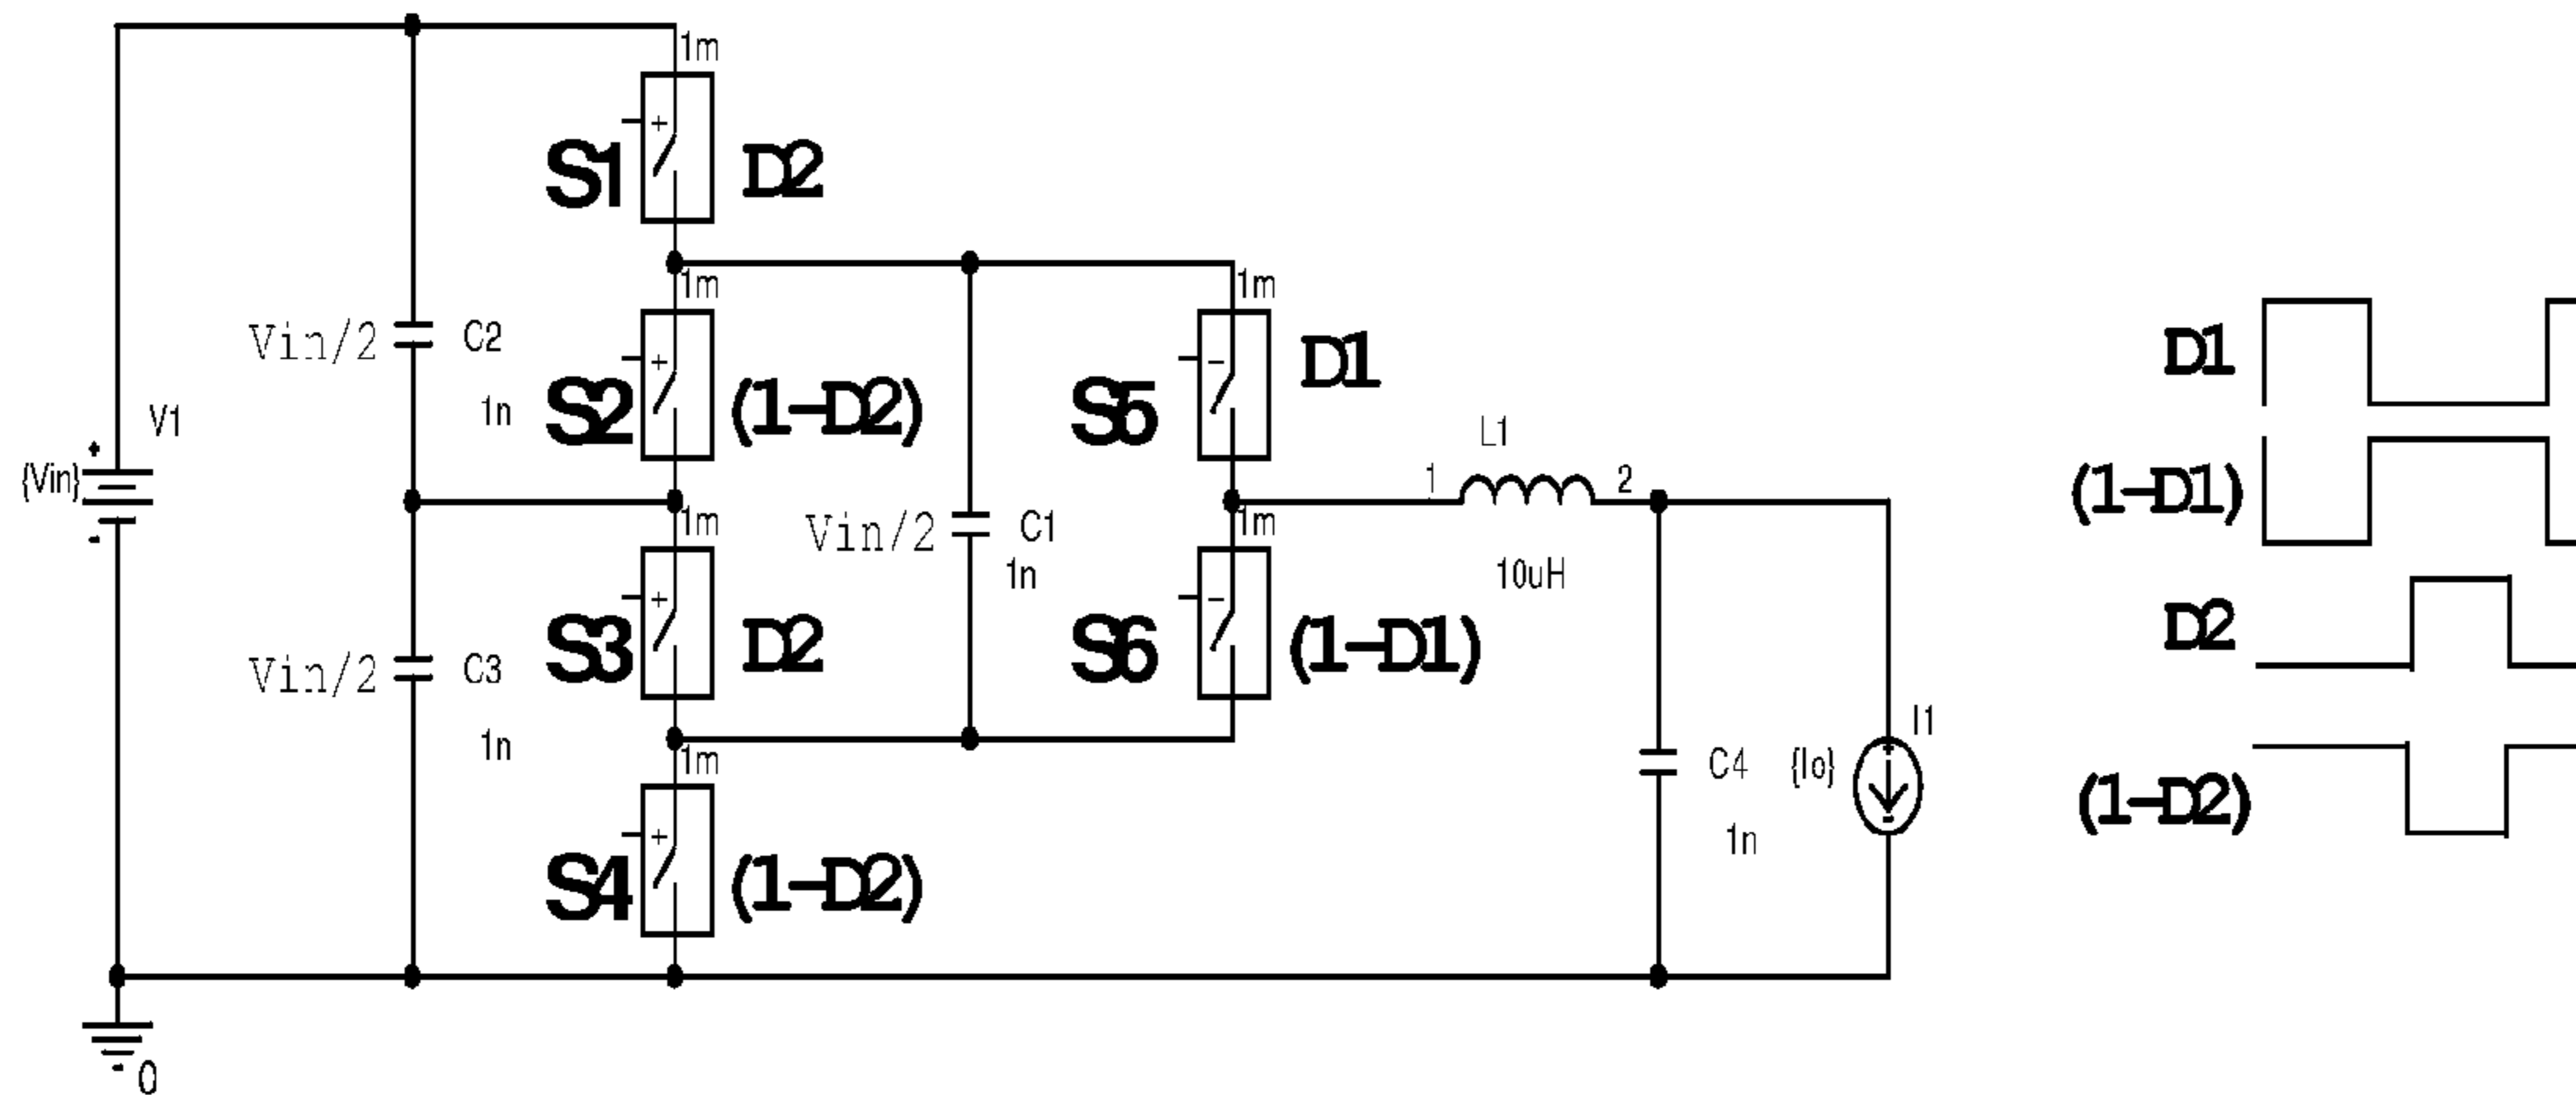 1m
S1
D2
1m
1m
Vin/2
C2
1n
S2
(1-D2)
S5
D1
D1
V1
{Vin}
+
-
L1
1
2
10uH
(1-D1)
1m
1m
Vin/2
C1
1n
Vin/2
C3
1n
S3
D2
S6
(1-D1)
D2
1m
S4
(1-D2)
C4
1n
{Io}
I1
(1-D2)
0